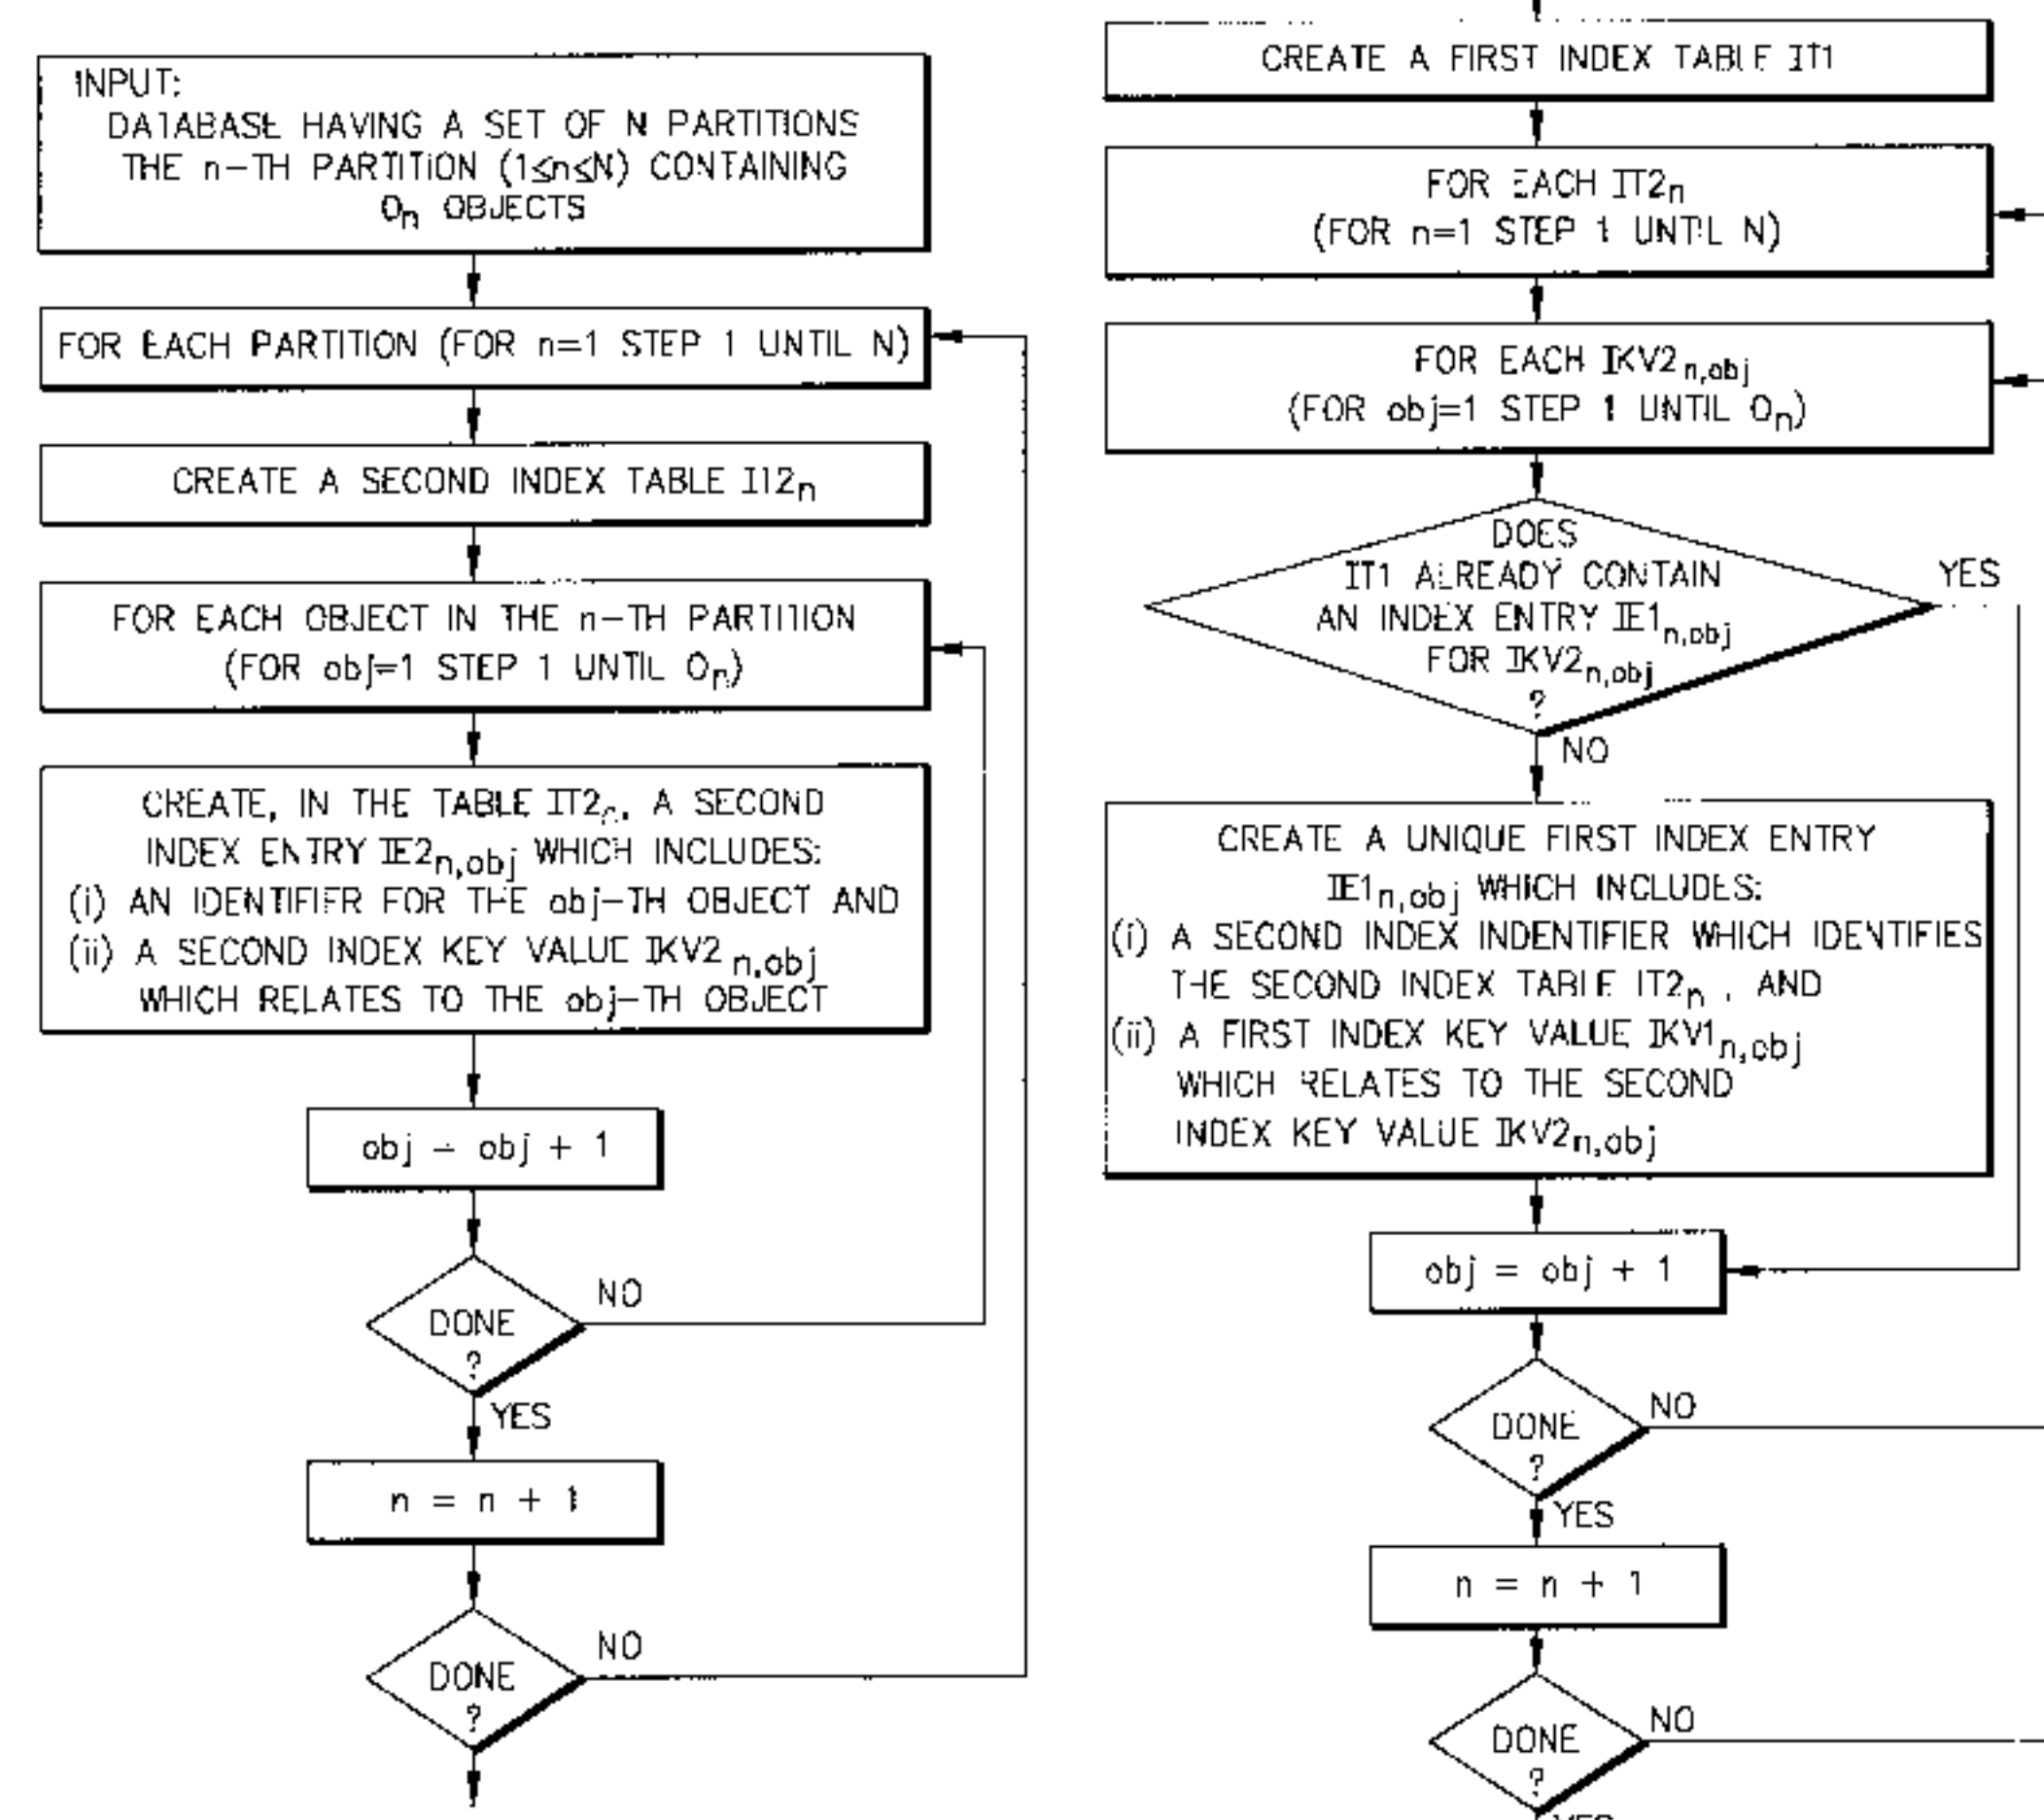 INPUT:
DATABASE HAVING A SET OF N PARTITIONS
THE n-TH PARTITION (1≤n≤N) CONTAINING
Oₙ OBJECTS
FOR EACH PARTITION (FOR n=1 STEP 1 UNTIL N)
CREATE A SECOND INDEX TABLE IT2n
FOR EACH OBJECT IN THE n-TH PARTITION
(FOR obj=1 STEP 1 UNTIL On)
CREATE, IN THE TABLE IT2n, A SECOND
INDEX ENTRY IE2n,obj WHICH INCLUDES:
(i) AN IDENTIFIER FOR THE obj-TH OBJECT AND
(ii) A SECOND INDEX KEY VALUE IKV2 n,obj
WHICH RELATES TO THE obj-TH OBJECT
obj = obj + 1
DONE
?
NO
YES
n = n + 1
DONE
?
NO
CREATE A FIRST INDEX TABLE IT1
FOR EACH IT2n
(FOR n=1 STEP 1 UNTIL N)
FOR EACH IKV2n,obj
(FOR obj=1 STEP 1 UNTIL On)
DOES
IT1 ALREADY CONTAIN
AN INDEX ENTRY IE1n,obj
FOR IKV2n,obj
?
YES
NO
CREATE A UNIQUE FIRST INDEX ENTRY
IE1n,obj WHICH INCLUDES:
(i) A SECOND INDEX INDENTIFIER WHICH IDENTIFIES
THE SECOND INDEX TABLE IT2n , AND
(ii) A FIRST INDEX KEY VALUE IKV1n,obj
WHICH RELATES TO THE SECOND
INDEX KEY VALUE IKV2n,obj
obj = obj + 1
DONE
?
NO
YES
n = n + 1
DONE
?
NO
YES